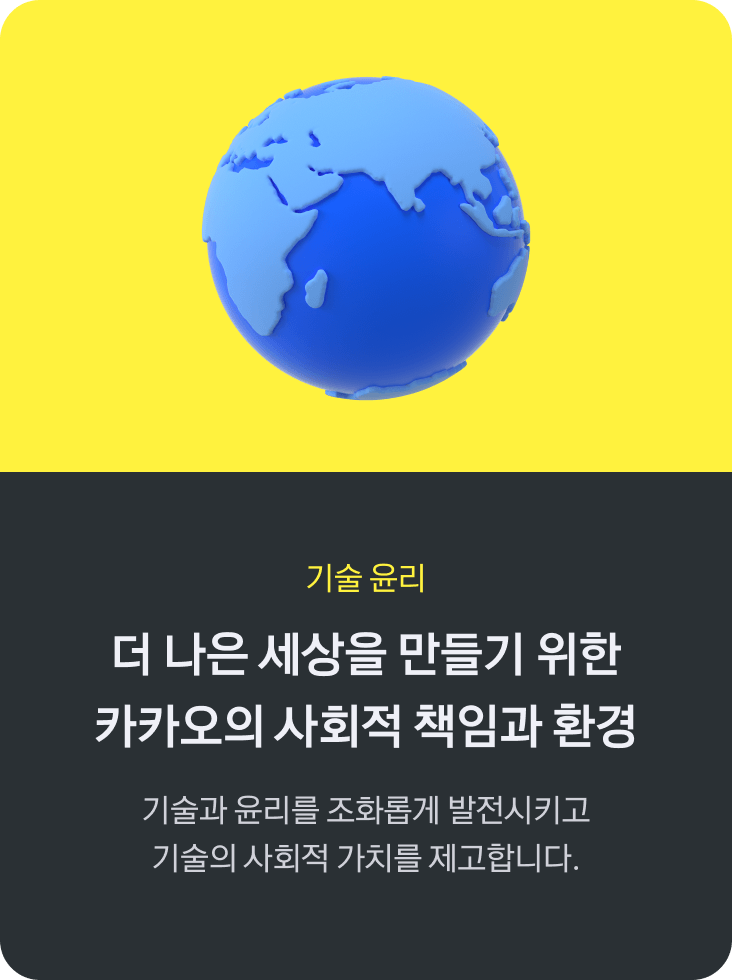 기술 윤리
더 나은 세상을 만들기 위한
카카오의 사회적 책임과 환경
기술과 윤리를 조화롭게 발전시키고
기술의 사회적 가치를 제고합니다.